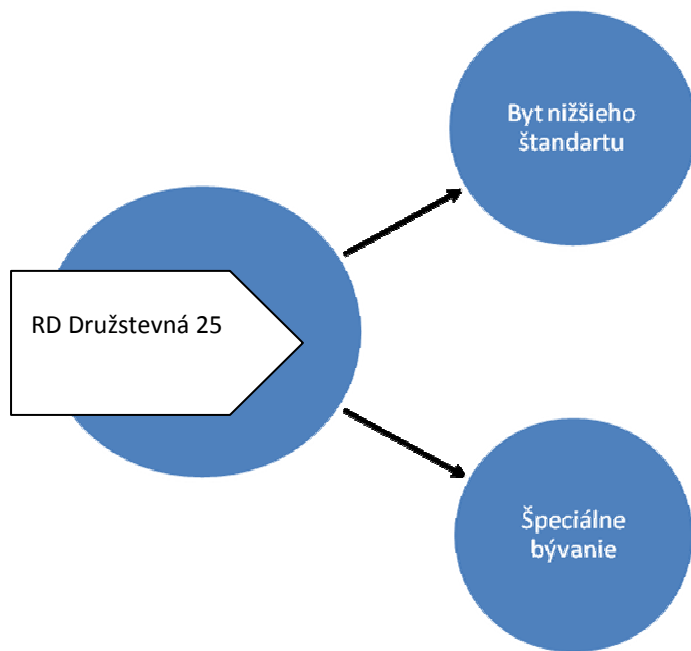 Byt nižšieho
štandartu
RD Družstevná 25
Špeciálne
bývanie